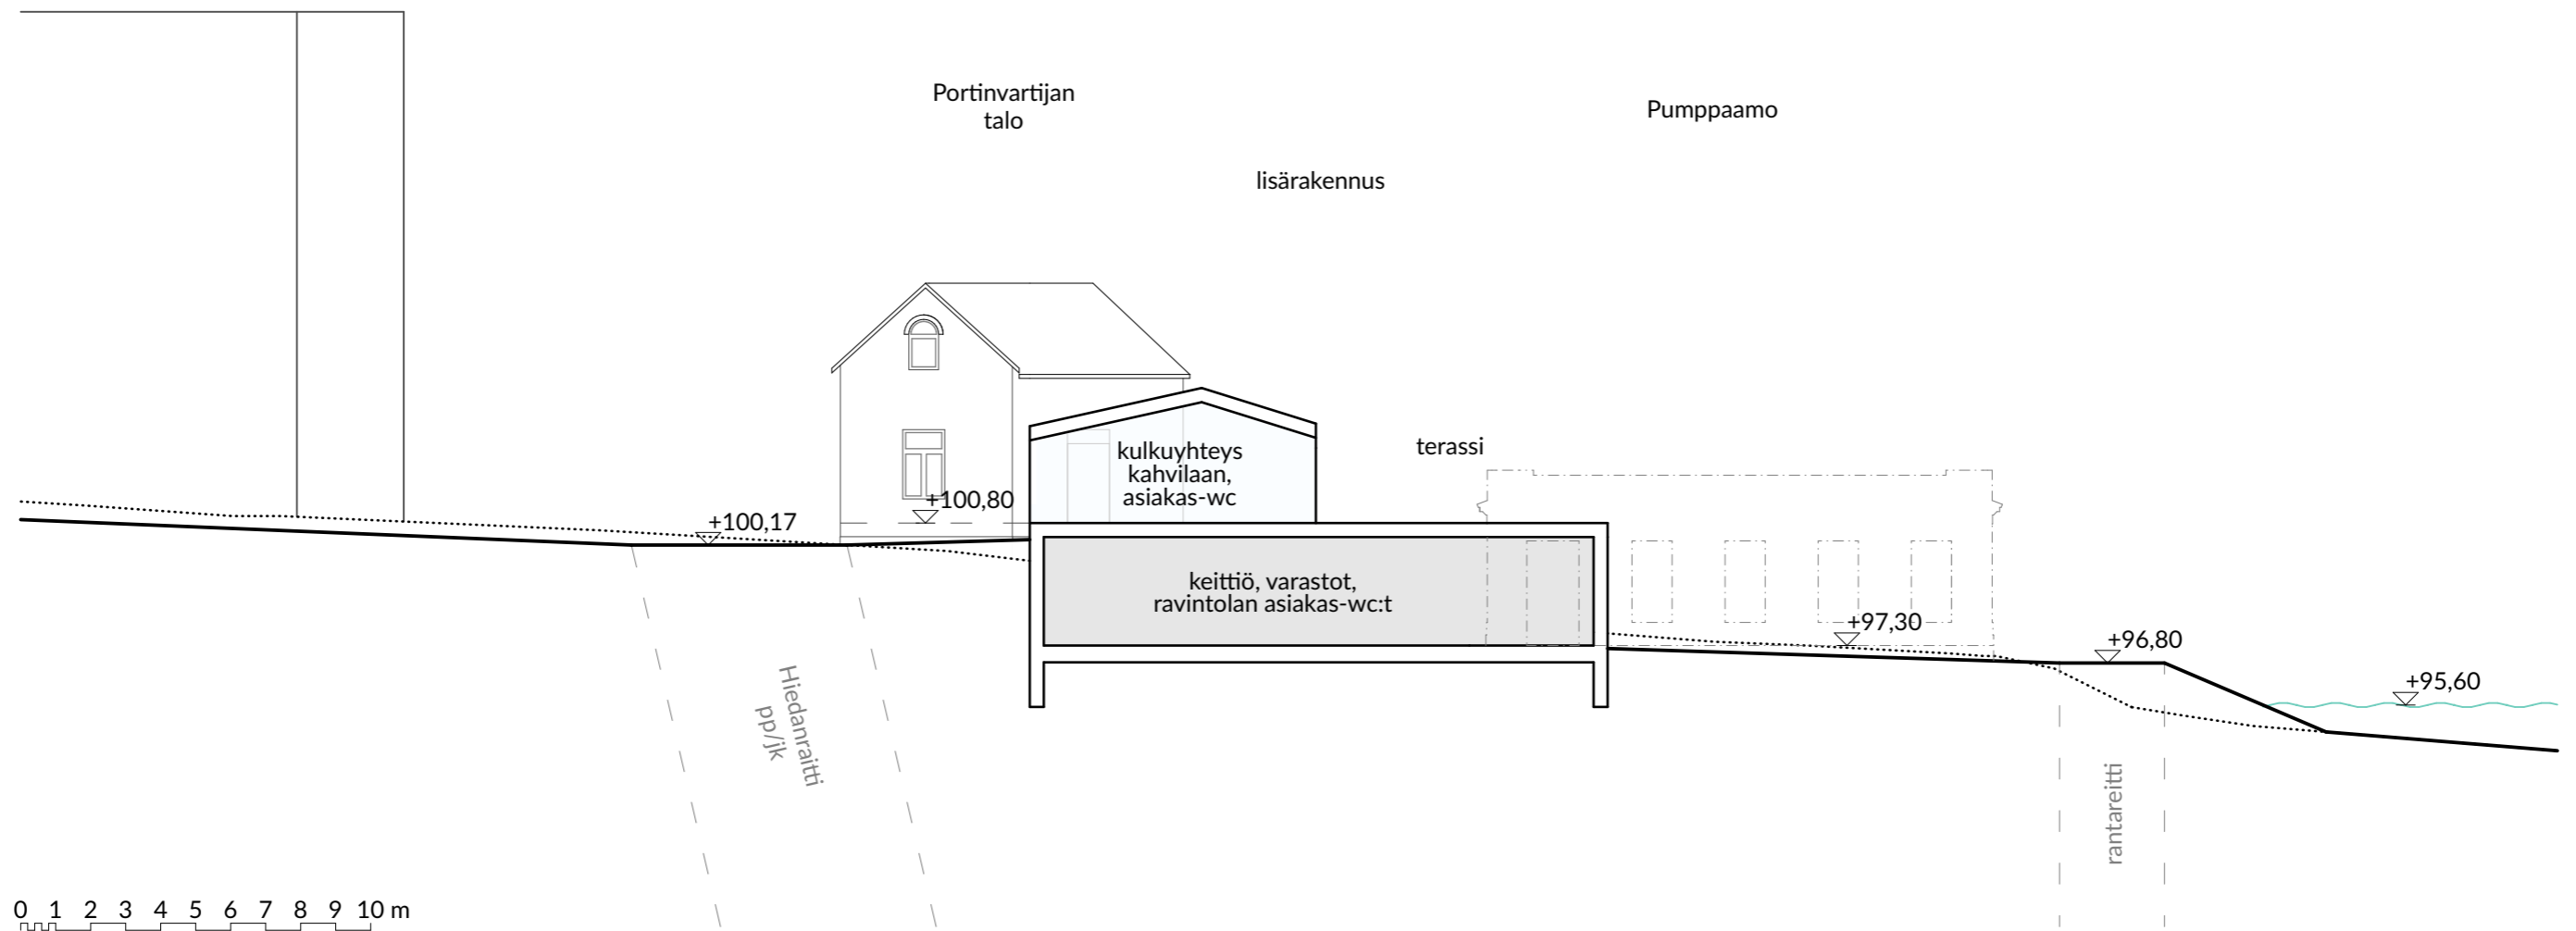 Portinvartijan
talo
Pumppaamo
lisärakennus
terassi
kulkuyhteys
kahvilaan,
asiakas-wc
+100,80
+100,17
keittiö, varastot,
ravintolan asiakas-wc:t
+97,30
+96,80
+95,60
Hiedanraitti
pp/jk
rantareitti
0 1 2 3 4 5 6 7 8 9 10 m